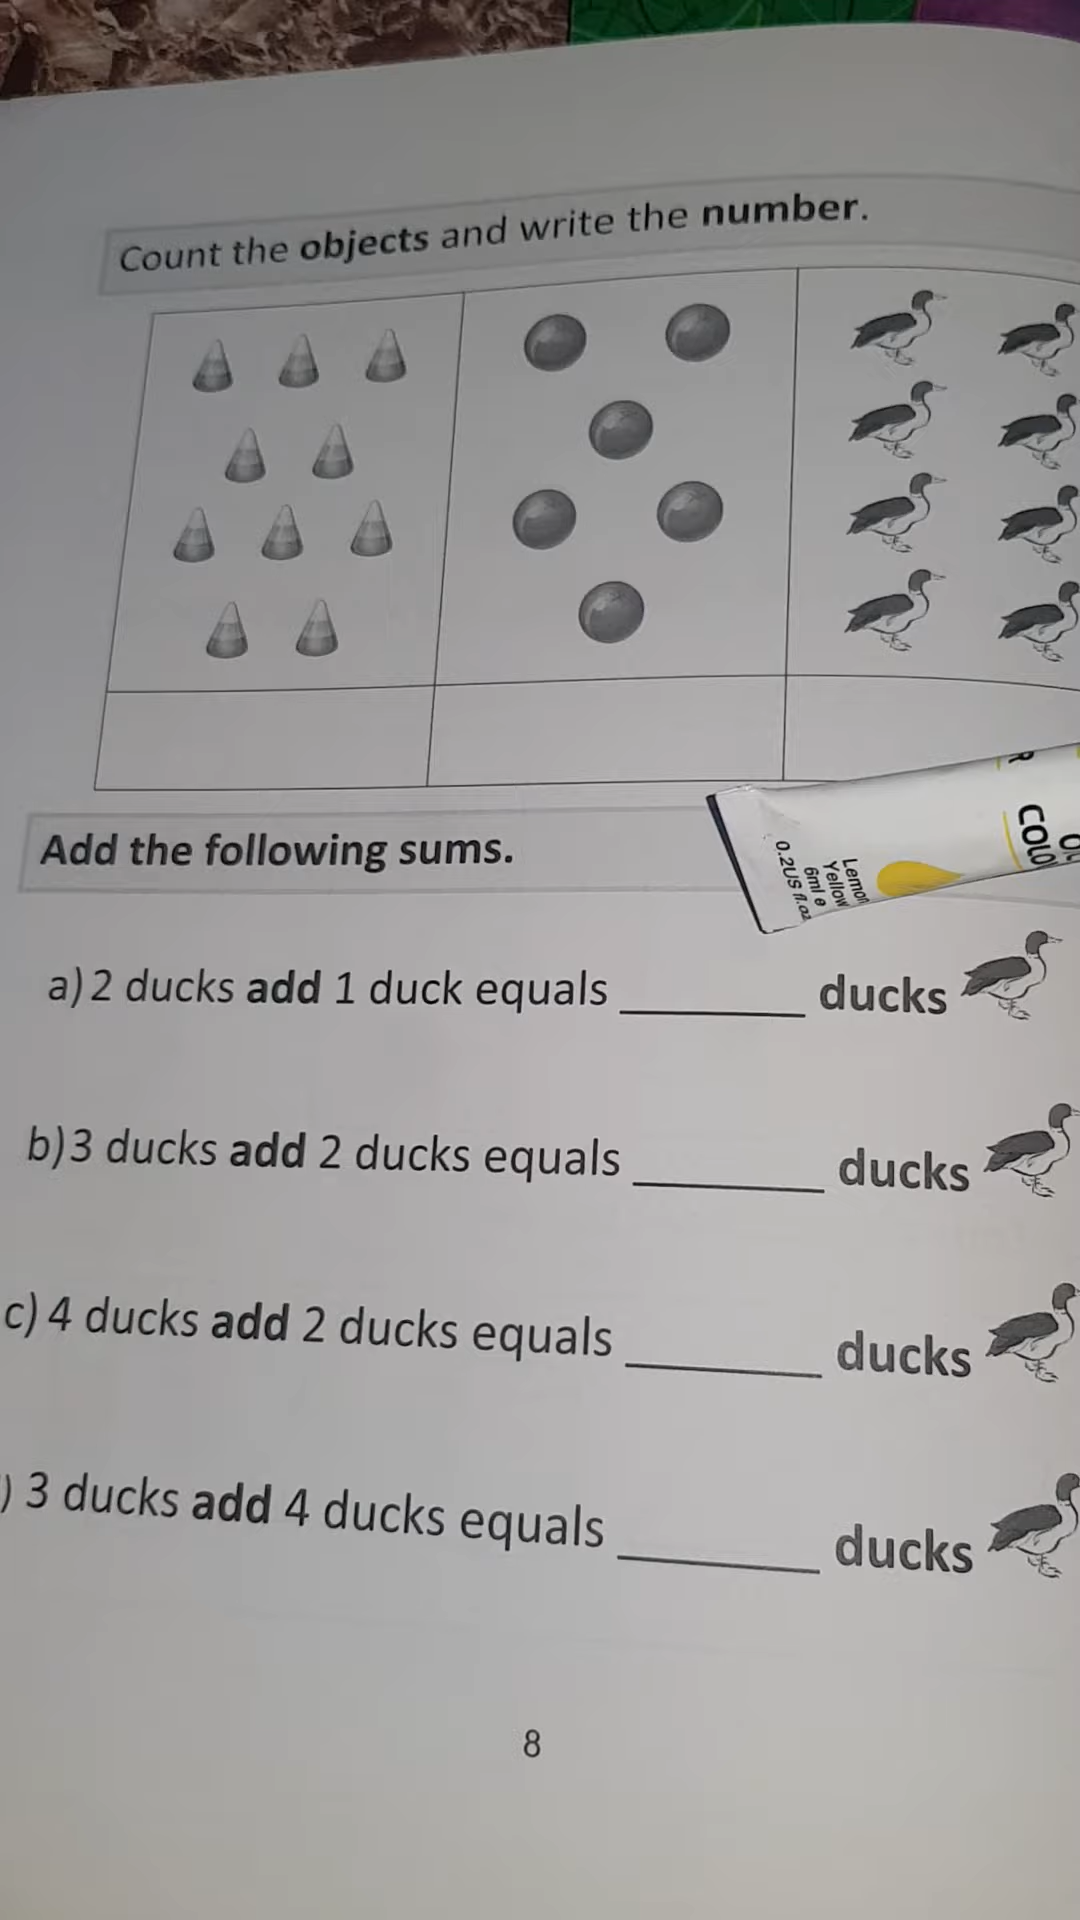 Count the objects and write the number.
Add the following sums.
COLO
Lemon
Yellow
6ml e
0.2US fl.oz
a) 2 ducks add 1 duck equals ________ ducks
b) 3 ducks add 2 ducks equals ________ ducks
c) 4 ducks add 2 ducks equals ________ ducks
) 3 ducks add 4 ducks equals ________ ducks
8